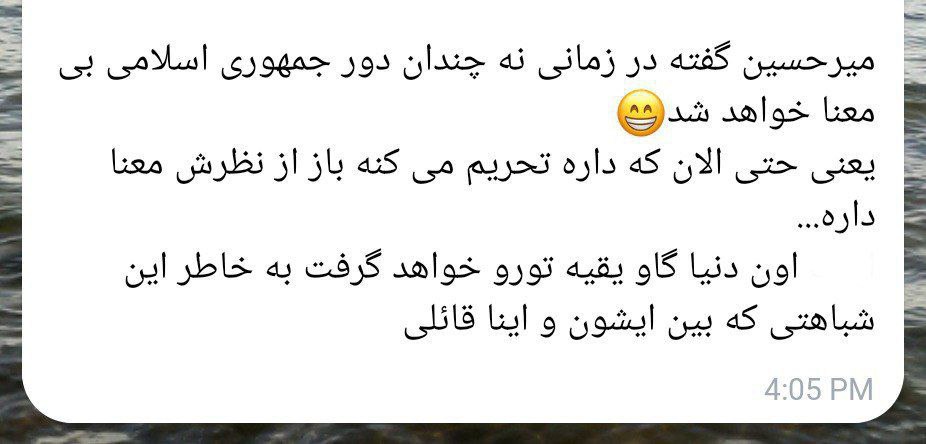 میرحسین گفته در زمانی نه چندان دور جمهوری اسلامی بی
معنا خواهد شد😁
یعنی حتی الان که داره تحریم می کنه باز از نظرش معنا
داره...
اون دنیا گاو یقیه تورو خواهد گرفت به خاطر این
شباهتی که بین ایشون و اینا قائلی
4:05 PM